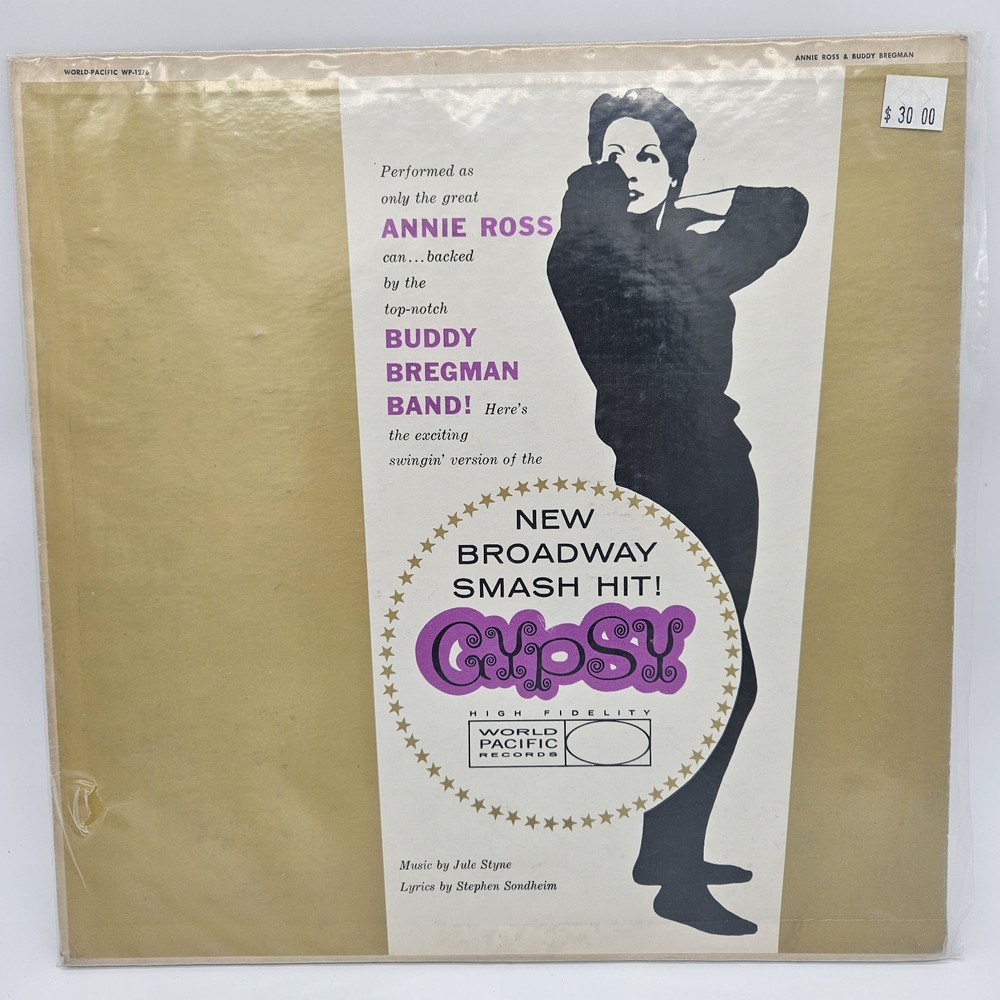 WORLD-PACIFIC WP-1276
ANNIE ROSS & BUDDY BREGMAN
$ 30 00
Performed as
only the great
ANNIE ROSS
can...backed
by the
top-notch
BUDDY
BREGMAN
BAND! Here's
the exciting
swingin' version of the
NEW
BROADWAY
SMASH HIT!
GYPSY
HIGH FIDELITY
WORLD
PACIFIC
RECORDS
Music by Jule Styne
Lyrics by Stephen Sondheim